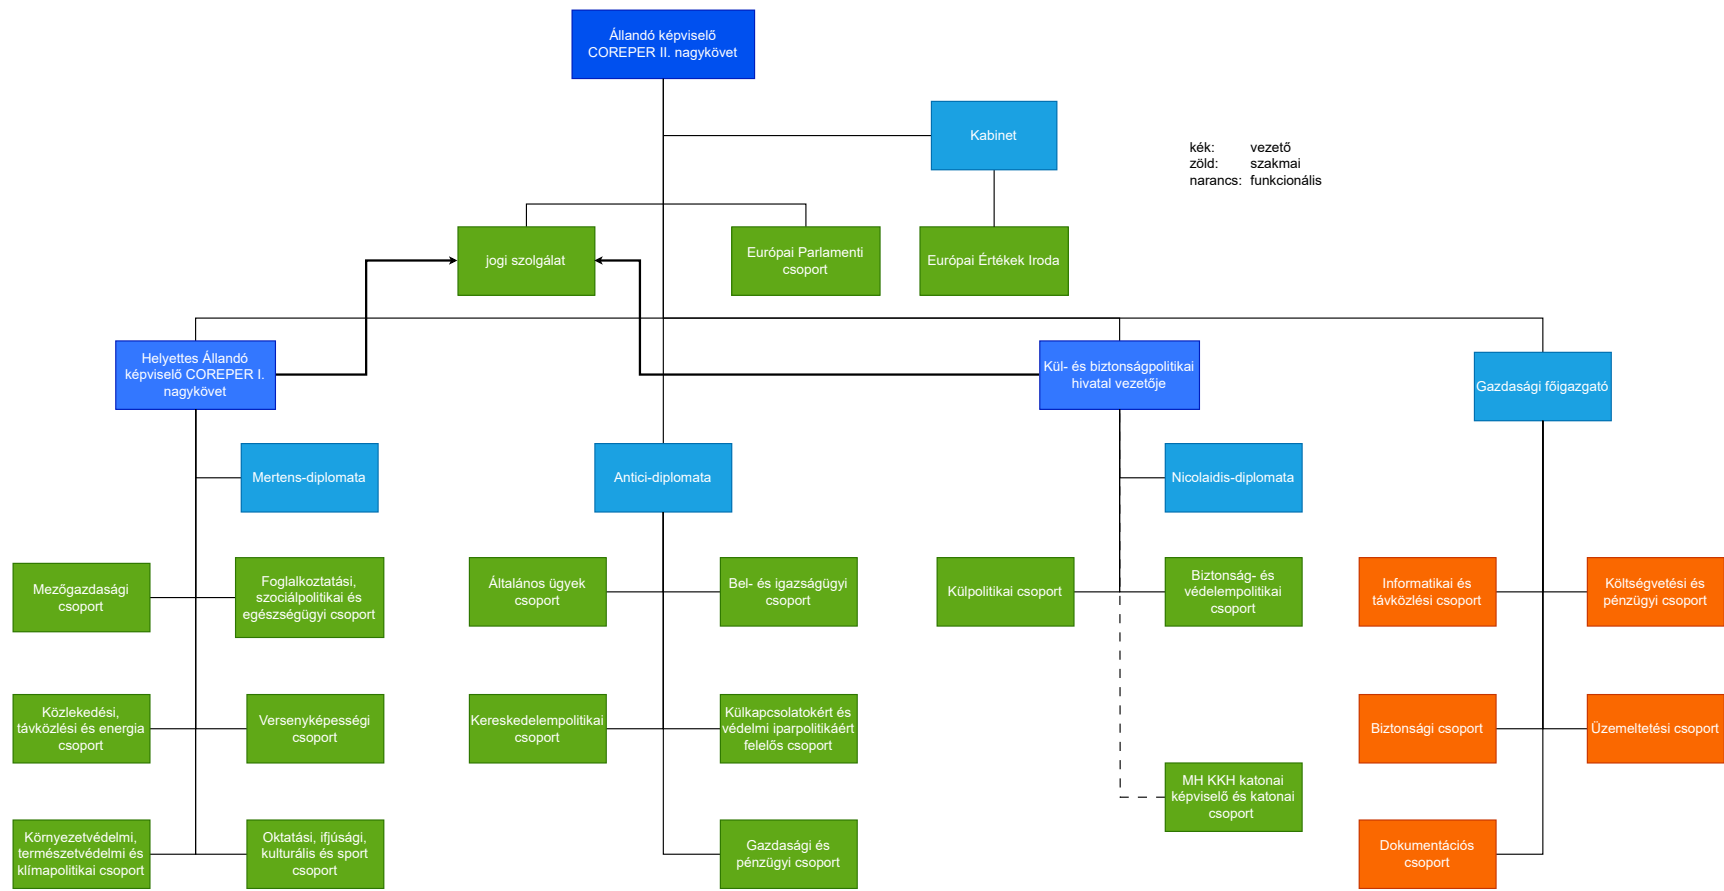 Állandó képviselő
COREPER II. nagykövet
Kabinet
kék: vezető
zöld: szakmai
narancs: funkcionális
jogi szolgálat
Európai Parlamenti
csoport
Európai Értékek Iroda
Helyettes Állandó
képviselő COREPER I.
nagykövet
Kül- és biztonságpolitikai
hivatal vezetője
Gazdasági főigazgató
Mertens-diplomata
Antici-diplomata
Nicolaidis-diplomata
Mezőgazdasági
csoport
Foglalkoztatási,
szociálpolitikai és
egészségügyi csoport
Általános ügyek
csoport
Bel- és igazságügyi
csoport
Külpolitikai csoport
Biztonság- és
védelempolitikai
csoport
Informatikai és
távközlési csoport
Költségvetési és
pénzügyi csoport
Közlekedési,
távközlési és energia
csoport
Versenyképességi
csoport
Kereskedelempolitikai
csoport
Külkapcsolatokért és
védelmi iparpolitikáért
felelős csoport
Biztonsági csoport
Üzemeltetési csoport
MH KKH katonai
képviselő és katonai
csoport
Környezetvédelmi,
természetvédelmi és
klímapolitikai csoport
Oktatási, ifjúsági,
kulturális és sport
csoport
Gazdasági és
pénzügyi csoport
Dokumentációs
csoport